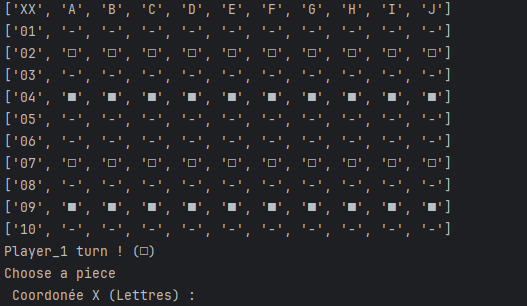 ['XX', 'A', 'B', 'C', 'D', 'E', 'F', 'G', 'H', 'I', 'J']
['01', '-', '-', '-', '-', '-', '-', '-', '-', '-', '-']
['02', '□', '□', '□', '□', '□', '□', '□', '□', '□', '□']
['03', '-', '-', '-', '-', '-', '-', '-', '-', '-', '-']
['04', '■', '■', '■', '■', '■', '■', '■', '■', '■', '■']
['05', '-', '-', '-', '-', '-', '-', '-', '-', '-', '-']
['06', '-', '-', '-', '-', '-', '-', '-', '-', '-', '-']
['07', '□', '□', '□', '□', '□', '□', '□', '□', '□', '□']
['08', '-', '-', '-', '-', '-', '-', '-', '-', '-', '-']
['09', '■', '■', '■', '■', '■', '■', '■', '■', '■', '■']
['10', '-', '-', '-', '-', '-', '-', '-', '-', '-', '-']
Player_1 turn ! (□)
Choose a piece
Coordonée X (Lettres) :